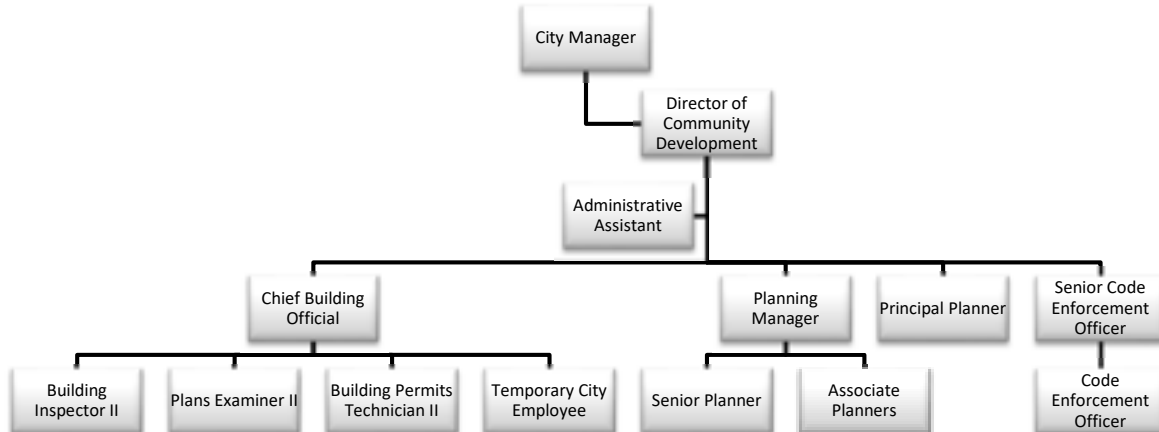 City Manager
Director of
Community
Development
Administrative
Assistant
Chief Building
Official
Planning
Manager
Principal Planner
Senior Code
Enforcement
Officer
Building
Inspector II
Plans Examiner II
Building Permits
Technician II
Temporary City
Employee
Senior Planner
Associate
Planners
Code
Enforcement
Officer